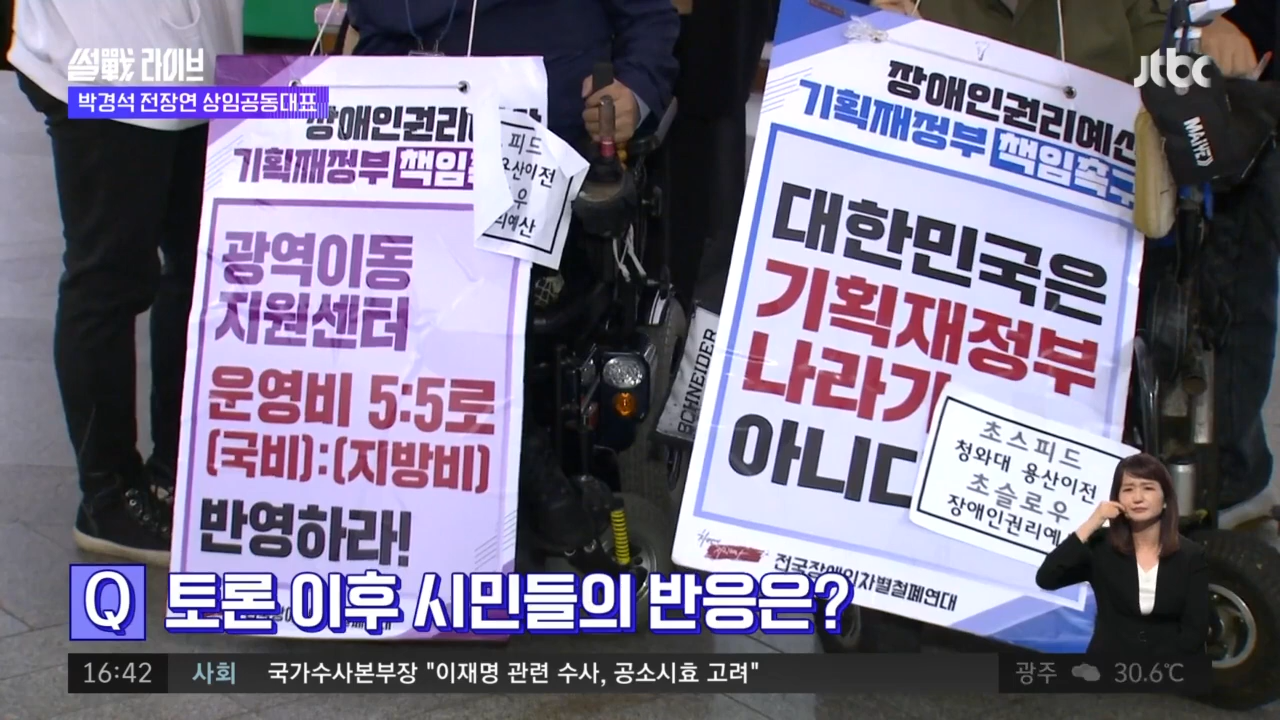 썰戰 라이브
박경석 전장연 상임공동대표
jtbc
장애인권리예산
기획재정부 책임촉
피드
용산이전
우
리예산
광역이동
지원센터
운영비 5:5로
(국비):(지방비)
반영하라!
장애인권리예산
기획재정부 책임촉구
대한민국은
기획재정부
나라가
아니다
초스피드
청와대 용산이전
초슬로우
장애인권리예
전국장애인차별철폐연대
SCHNEIDER
Q 토론 이후 시민들의 반응은?
16:42 사회 국가수사본부장 "이재명 관련 수사, 공소시효 고려"
광주 30.6℃